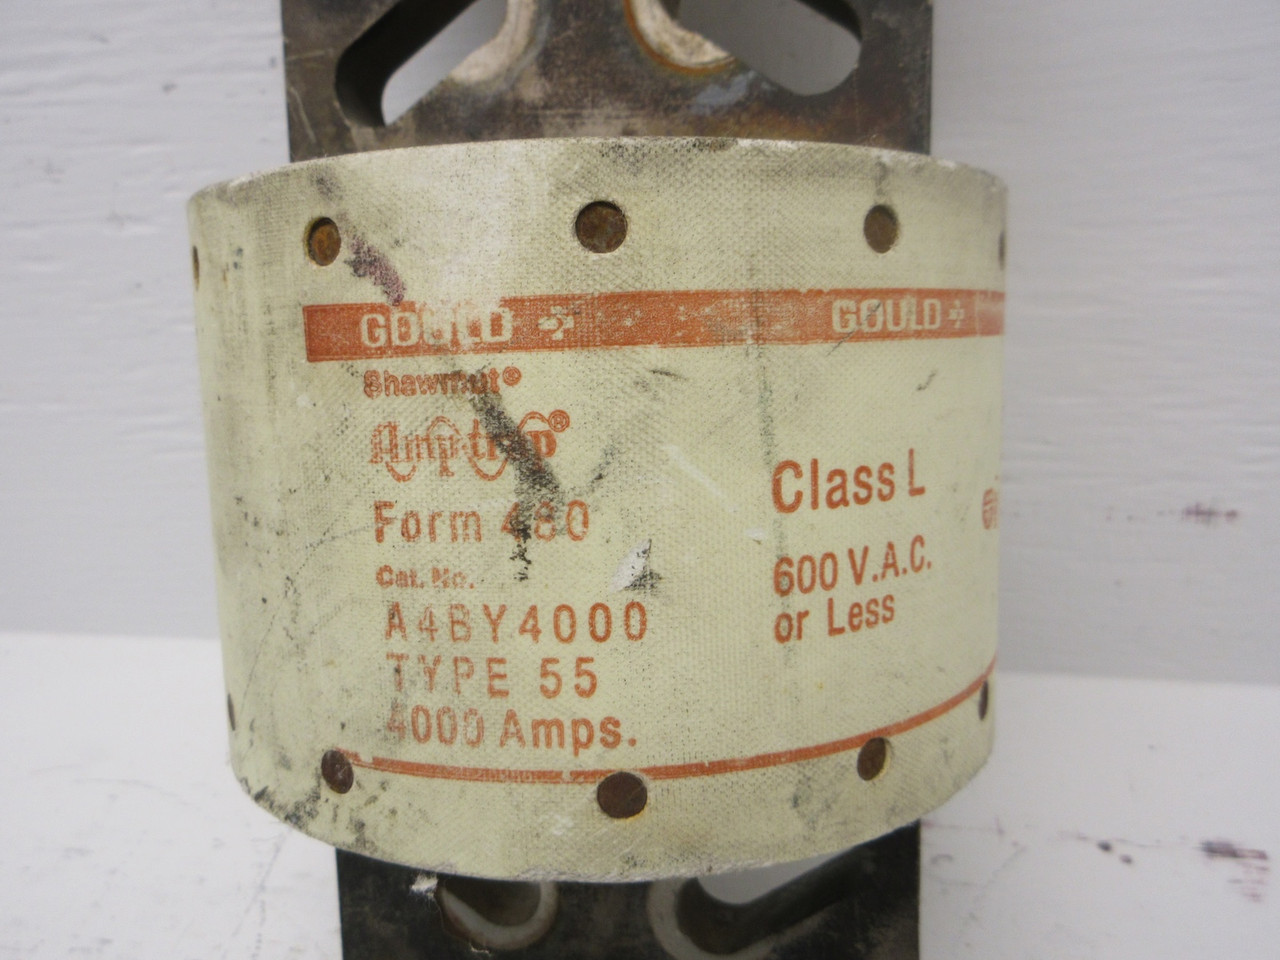 GOULD
GOULD
Shawmut®
Amp-trap®
Form 480
Cat. No.
A4BY4000
TYPE 55
4000 Amps.
Class L
600 V.A.C.
or Less